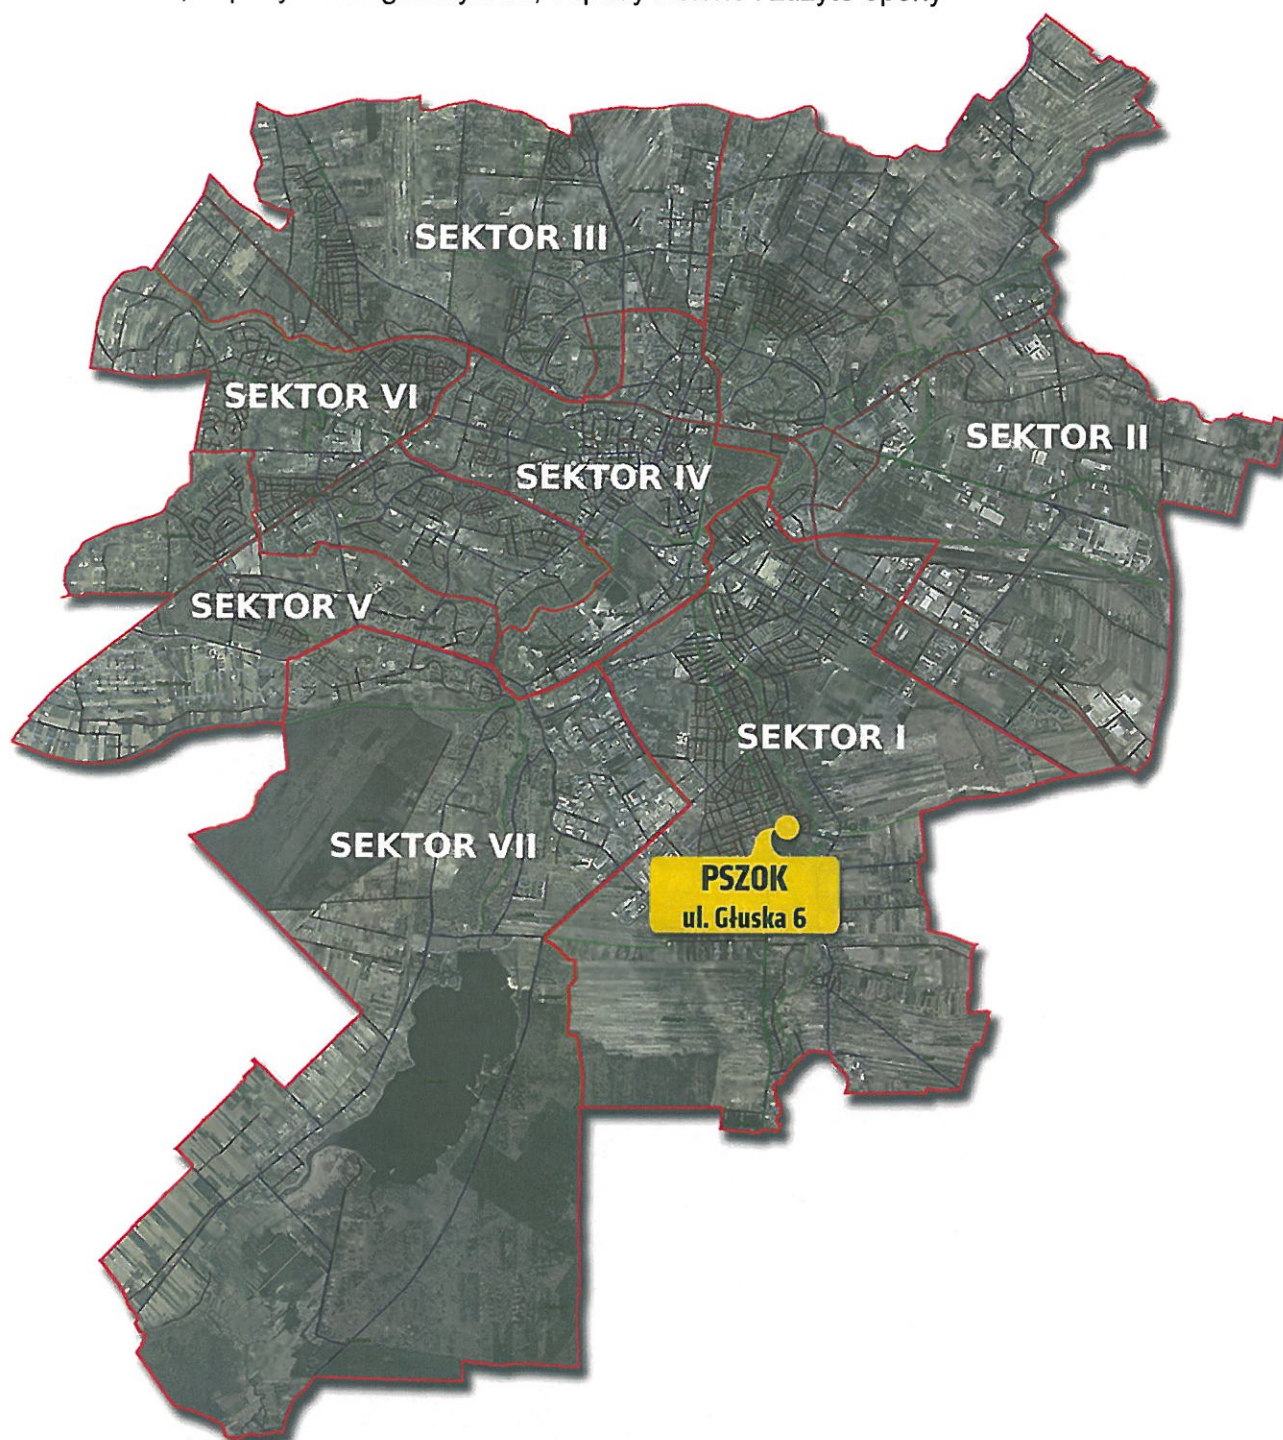 SEKTOR III
SEKTOR VI
SEKTOR II
SEKTOR IV
SEKTOR V
SEKTOR I
SEKTOR VII
PSZOK
ul. Głuska 6